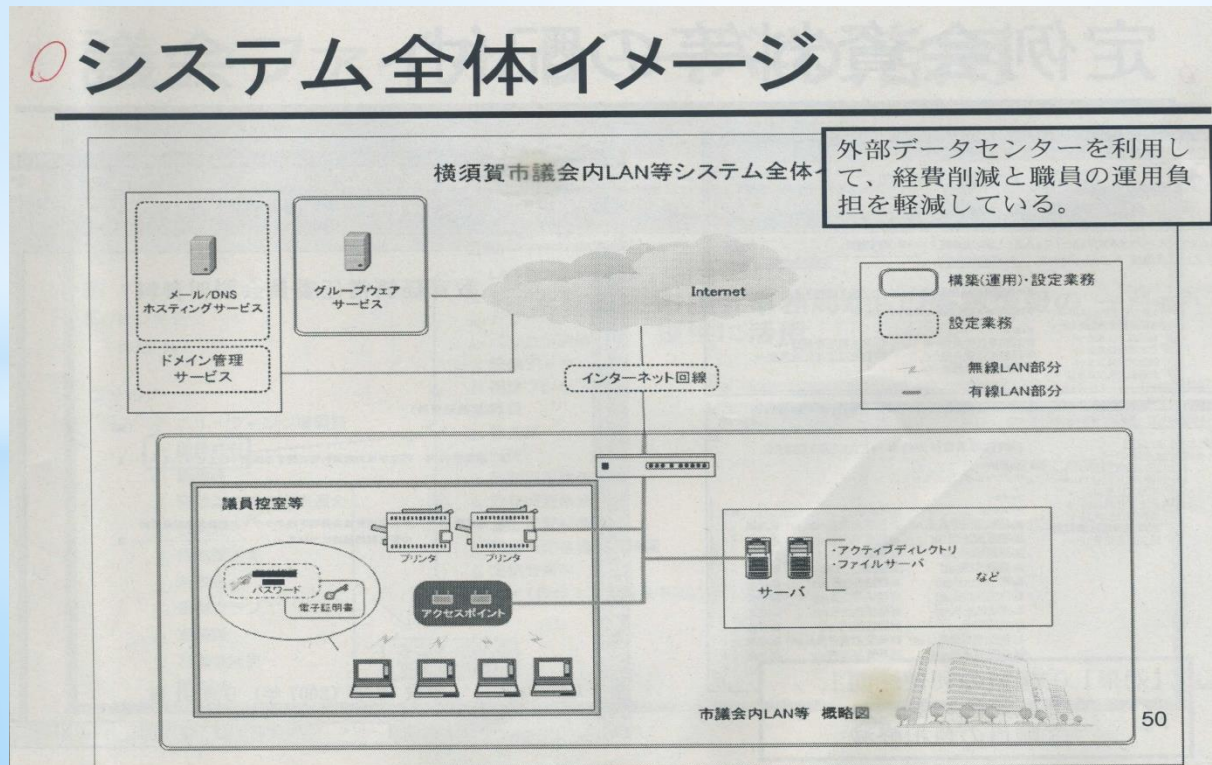 システム全体イメージ
外部データセンターを利用し
て、経費削減と職員の運用負
担を軽減している。
横須賀市議会内LAN等システム全体
メール/DNS
ホスティングサービス
グループウェア
サービス
ドメイン管理
サービス
Internet
インターネット回線
構築(運用)・設定業務
設定業務
無線LAN部分
有線LAN部分
議員控室等
プリンタ
プリンタ
パスワード
電子証明書
アクセスポイント
サーバ
・アクティブディレクトリ
・ファイルサーバ
など
市議会内LAN等 概略図
50